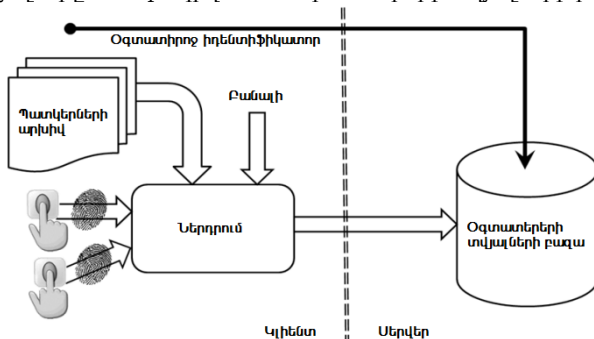 Օգտատիրոջ իդենտիֆիկատոր
Պատկերների
արխիվ
Բանալի
Ներդրում
Օգտատերերի
տվյալների բազա
Կլիենտ
Սերվեր